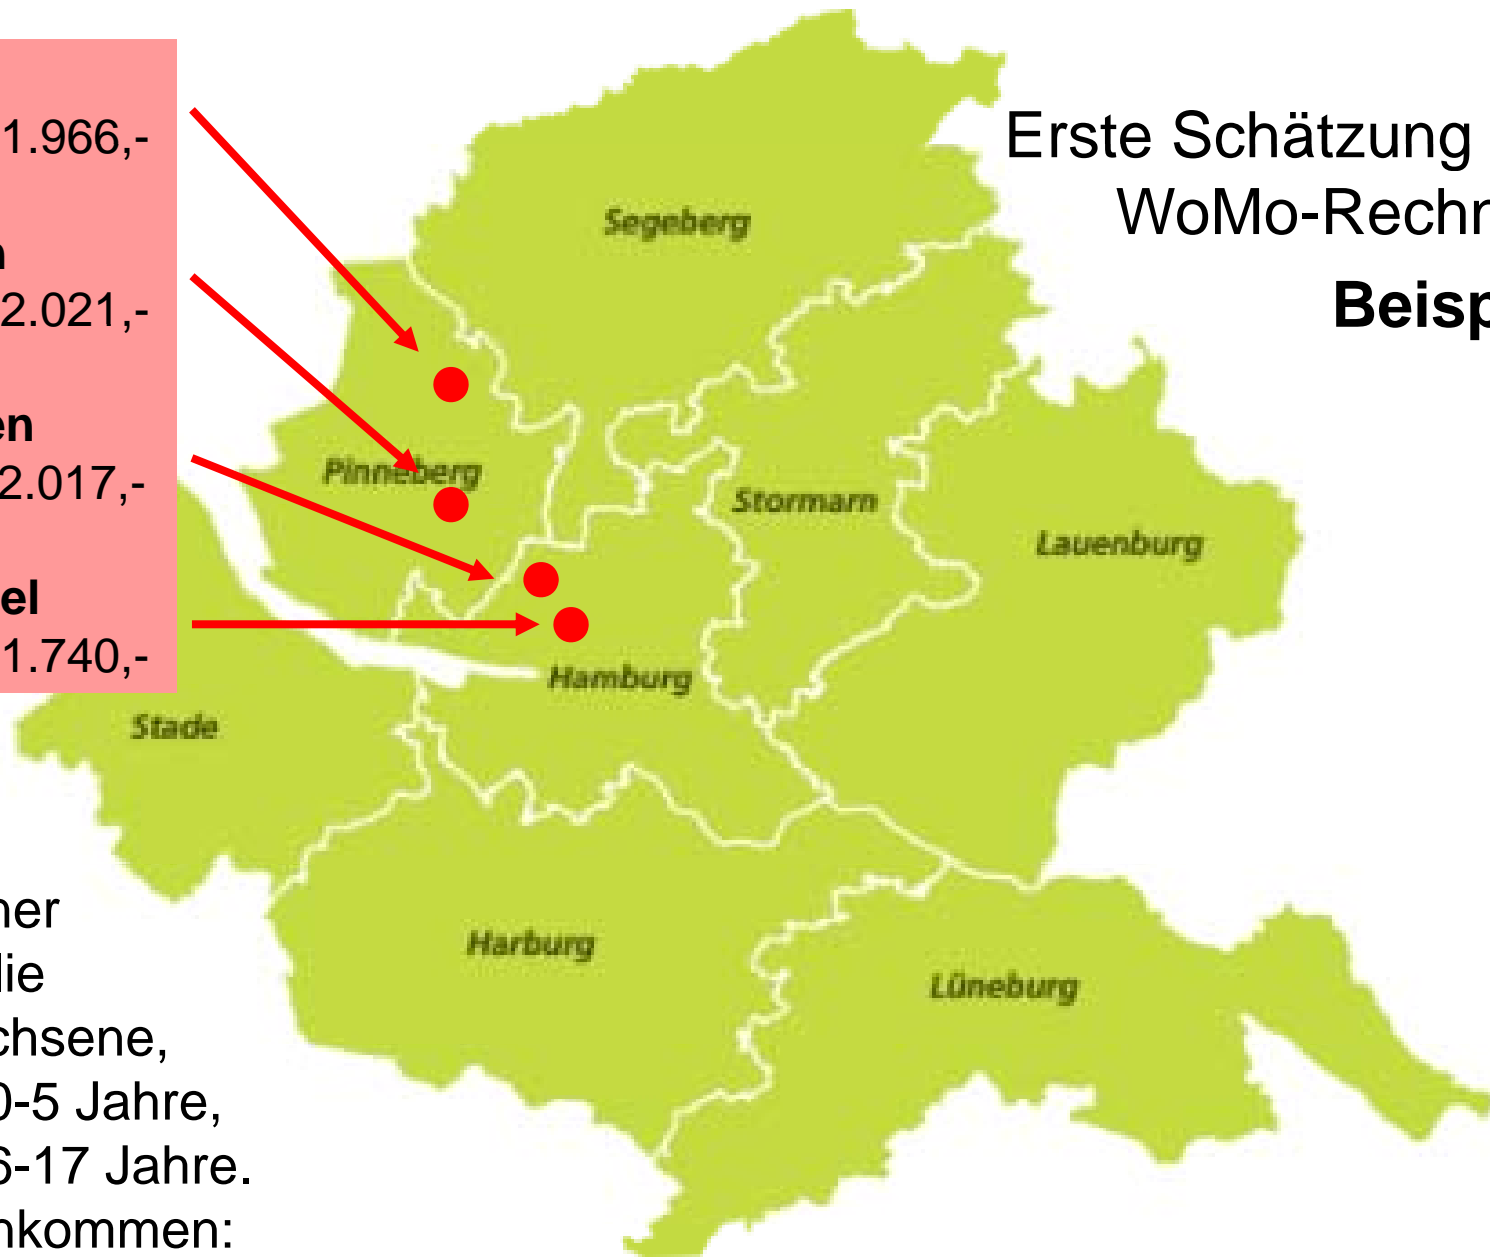 1.966,-
n
2.021,-
en
2.017,-
el
1.740,-
Erste Schätzung
WoMo-Rechn
Beisp
Segeberg
Pinneberg
Stormarn
Lauenburg
Hamburg
Stade
Harburg
Lüneburg
ner
lie
chsene,
0-5 Jahre,
6-17 Jahre.
nkommen: